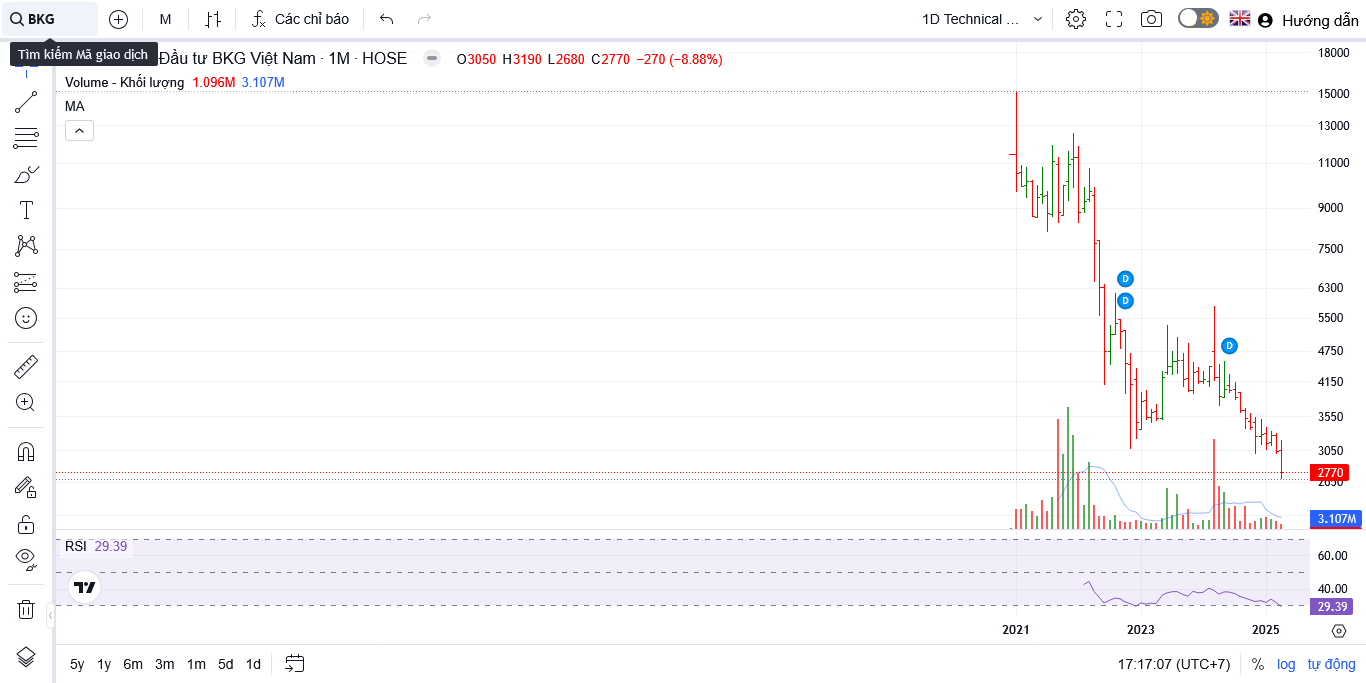 BKG
M
Các chỉ báo
1D Technical ...
Hướng dẫn
Tìm kiếm Mã giao dịch
Đầu tư BKG Việt Nam · 1M · HOSE
O3050 H3190 L2680 C2770 −270 (−8.88%)
Volume - Khối lượng 1.096M 3.107M
MA
18000
15000
13000
11000
9000
7500
6300
5500
4750
4150
3550
3050
2770
2650
3.107M
D
D
D
RSI 29.39
60.00
40.00
29.39
2021
2023
2025
5y 1y 6m 3m 1m 5d 1d
17:17:07 (UTC+7)
% log tự động